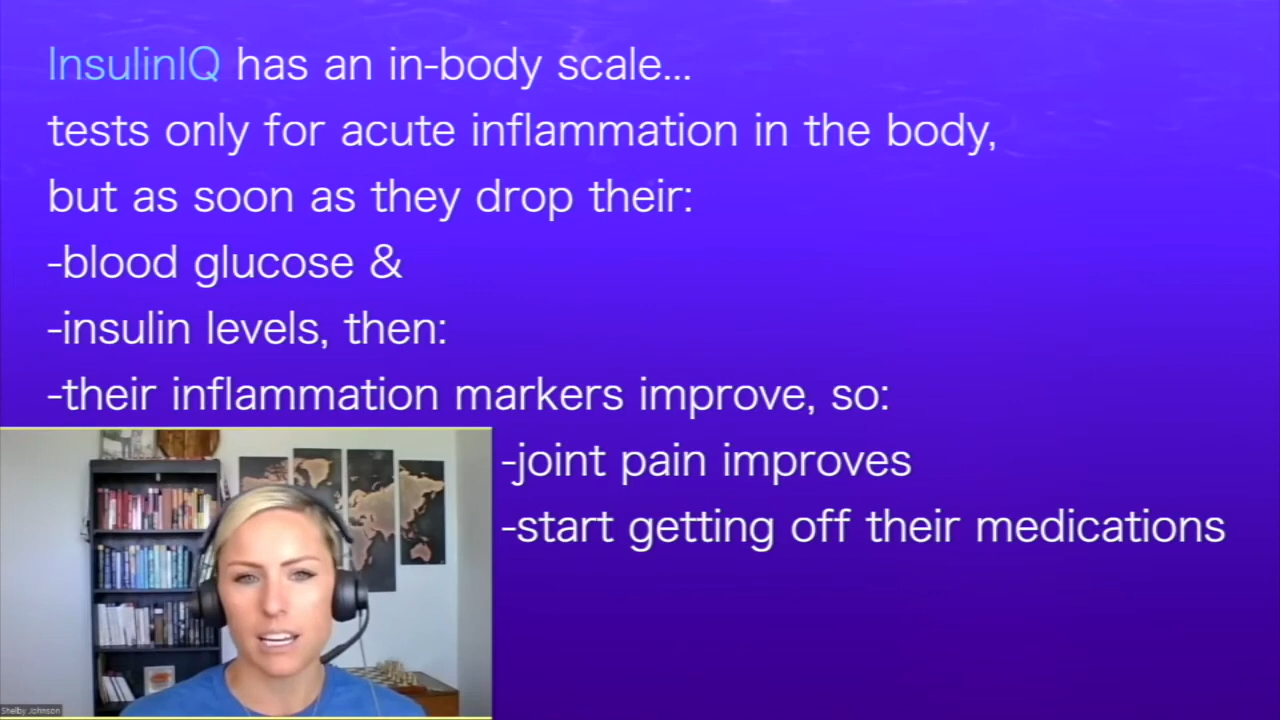 InsulinIQ has an in-body scale...
tests only for acute inflammation in the body,
but as soon as they drop their:
-blood glucose &
-insulin levels, then:
-their inflammation markers improve, so:
-joint pain improves
-start getting off their medications
Shelby Johnson